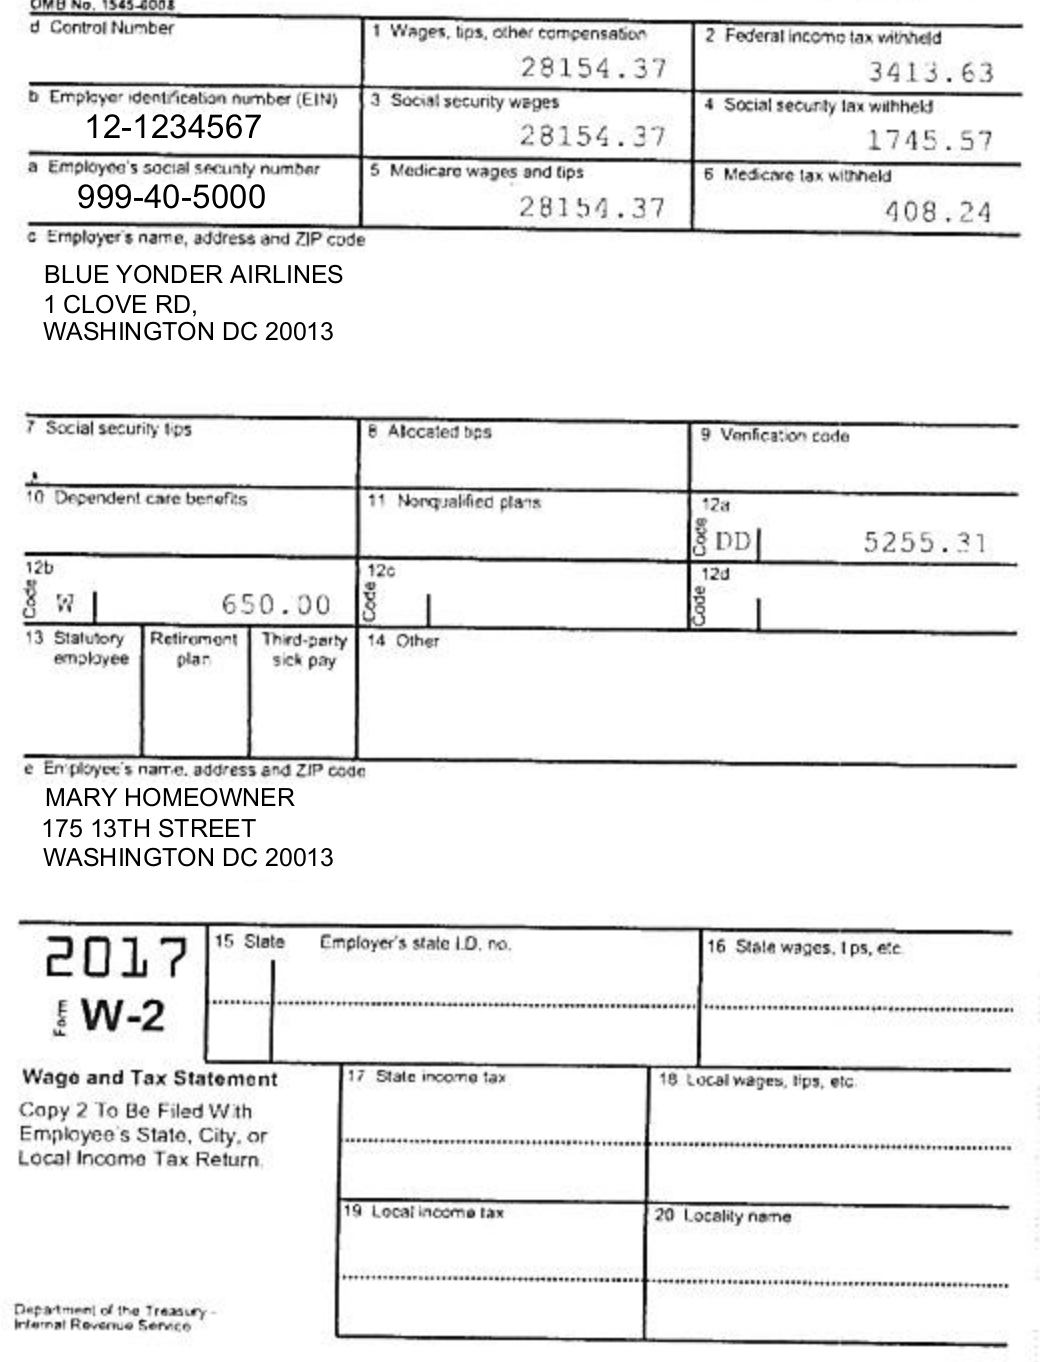 OMB No. 1545-0008
d Control Number
1 Wages, tips, other compensation
28154.37
2 Federal income tax withheld
3413.63
b Employer identification number (EIN)
12-1234567
3 Social security wages
28154.37
4 Social security tax withheld
1745.57
a Employee's social security number
999-40-5000
5 Medicare wages and tips
28154.37
6 Medicare tax withheld
408.24
c Employer's name, address and ZIP code
BLUE YONDER AIRLINES
1 CLOVE RD,
WASHINGTON DC 20013
7 Social security tips
8 Allocated tips
9 Verification code
10 Dependent care benefits
11 Nonqualified plans
12a
Code DD 5255.31
12b
Code W 650.00
12c
Code
12d
Code
13 Statutory employee
Retirement plan
Third-party sick pay
14 Other
e Employee's name, address and ZIP code
MARY HOMEOWNER
175 13TH STREET
WASHINGTON DC 20013
2017
Form W-2
15 State Employer's state I.D. no.
16 State wages, tips, etc.
Wage and Tax Statement
Copy 2 To Be Filed With
Employee's State, City, or
Local Income Tax Return.
17 State income tax
18 Local wages, tips, etc.
19 Local income tax
20 Locality name
Department of the Treasury -
Internal Revenue Service